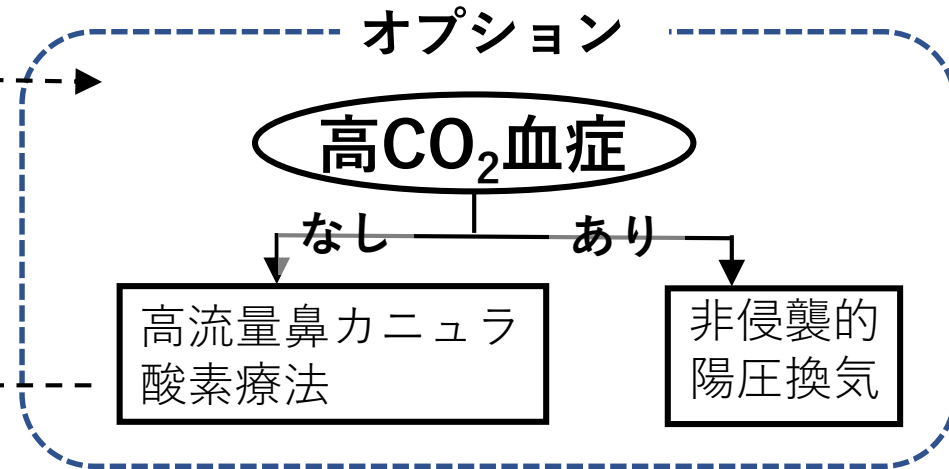 オプション
高CO₂血症
なし
あり
高流量鼻カニュラ
酸素療法
非侵襲的
陽圧換気